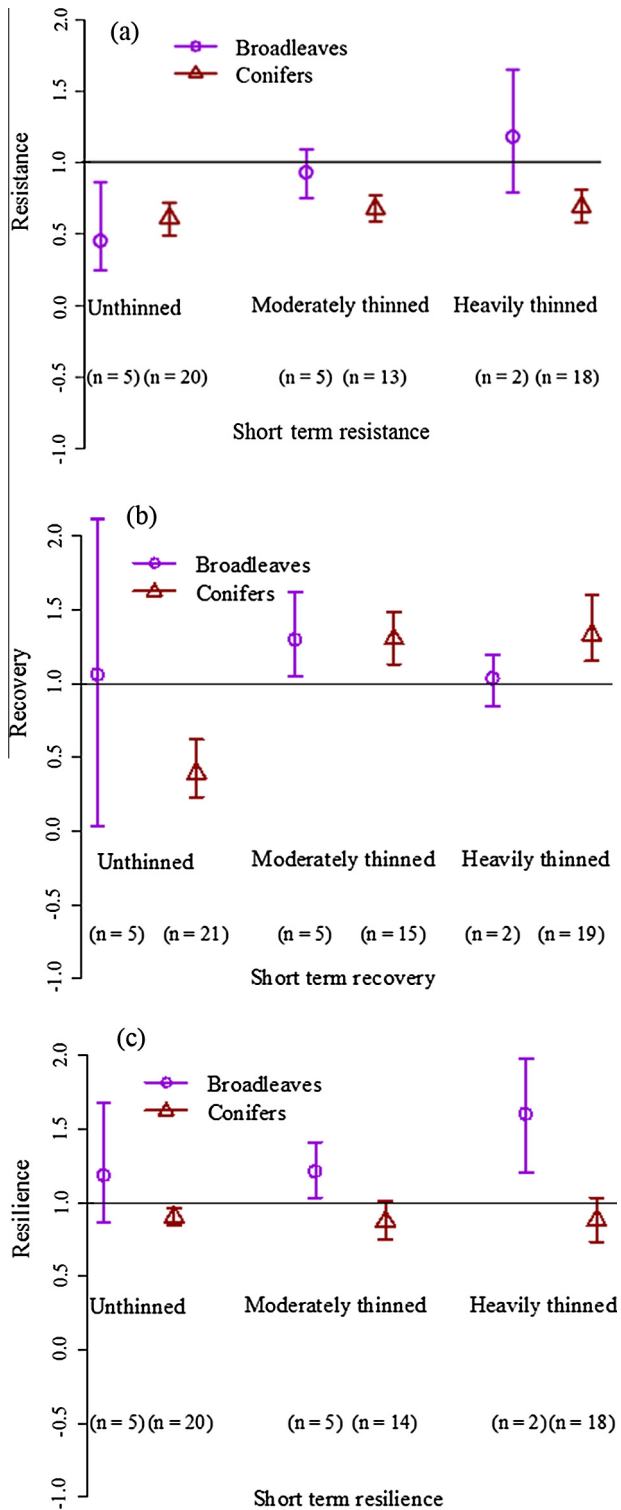 (a)
Broadleaves
Conifers
Resistance
2.0
1.5
1.0
0.5
0.0
-0.5
-1.0
Unthinned Moderately thinned Heavily thinned
(n = 5) (n = 20) (n = 5) (n = 13) (n = 2) (n = 18)
Short term resistance
(b)
Broadleaves
Conifers
Recovery
2.0
1.5
1.0
0.5
0.0
-0.5
-1.0
Unthinned Moderately thinned Heavily thinned
(n = 5) (n = 21) (n = 5) (n = 15) (n = 2) (n = 19)
Short term recovery
(c)
Broadleaves
Conifers
Resilience
2.0
1.5
1.0
0.5
0.0
-0.5
-1.0
Unthinned Moderately thinned Heavily thinned
(n = 5) (n = 20) (n = 5) (n = 14) (n = 2) (n = 18)
Short term resilience